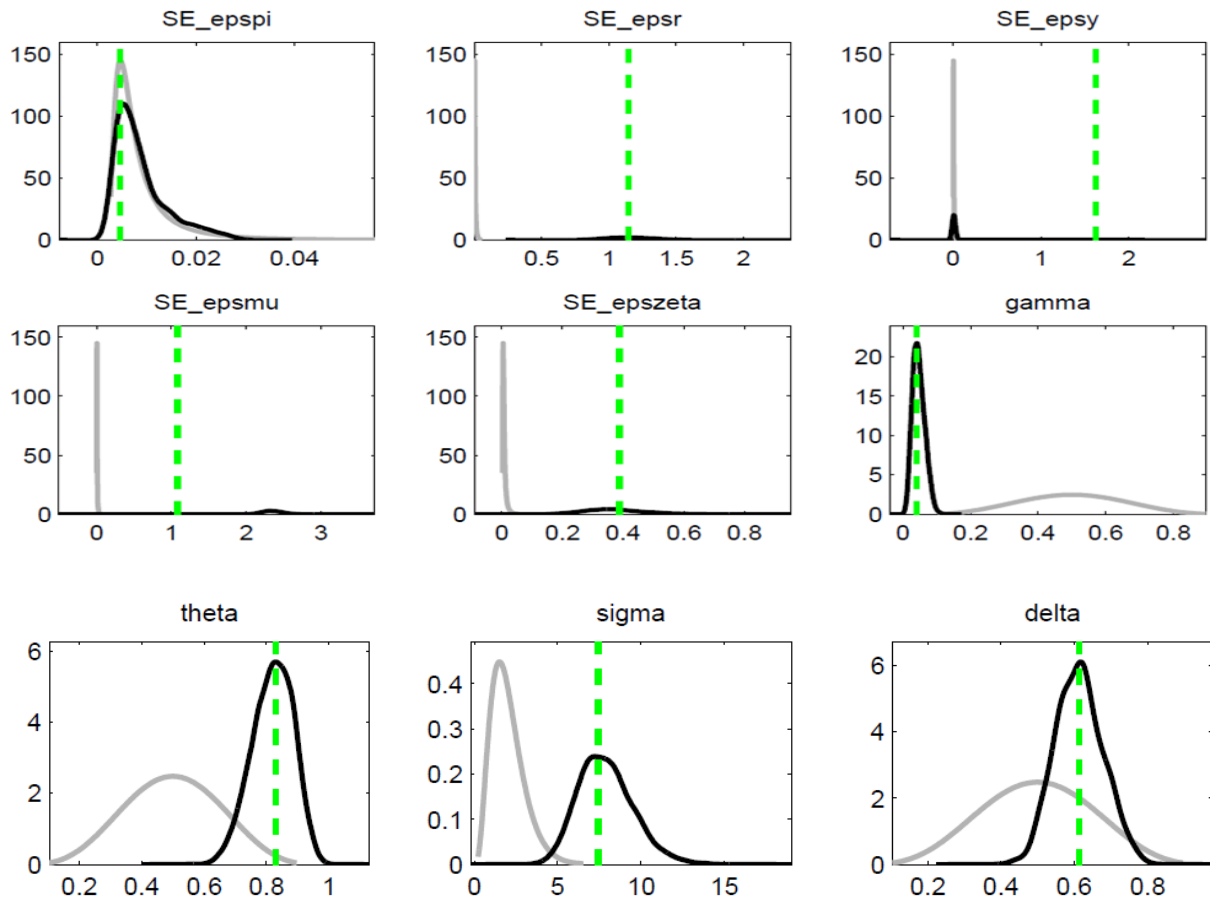 SE_epspi SE_epsr SE_epsy
150 150 150
100 100 100
50 50 50
0 0 0
0 0.02 0.04 0.5 1 1.5 2 0 1 2
SE_epsmu SE_epszeta gamma
150 150 20
100 100 15
50 50 10
0 0 5
0
0 1 2 3 0 0.2 0.4 0.6 0.8 0 0.2 0.4 0.6 0.8
theta sigma delta
6 0.4 6
4 0.3 4
2 0.2 2
0 0.1 0
0
0.2 0.4 0.6 0.8 1 0 5 10 15 0.2 0.4 0.6 0.8